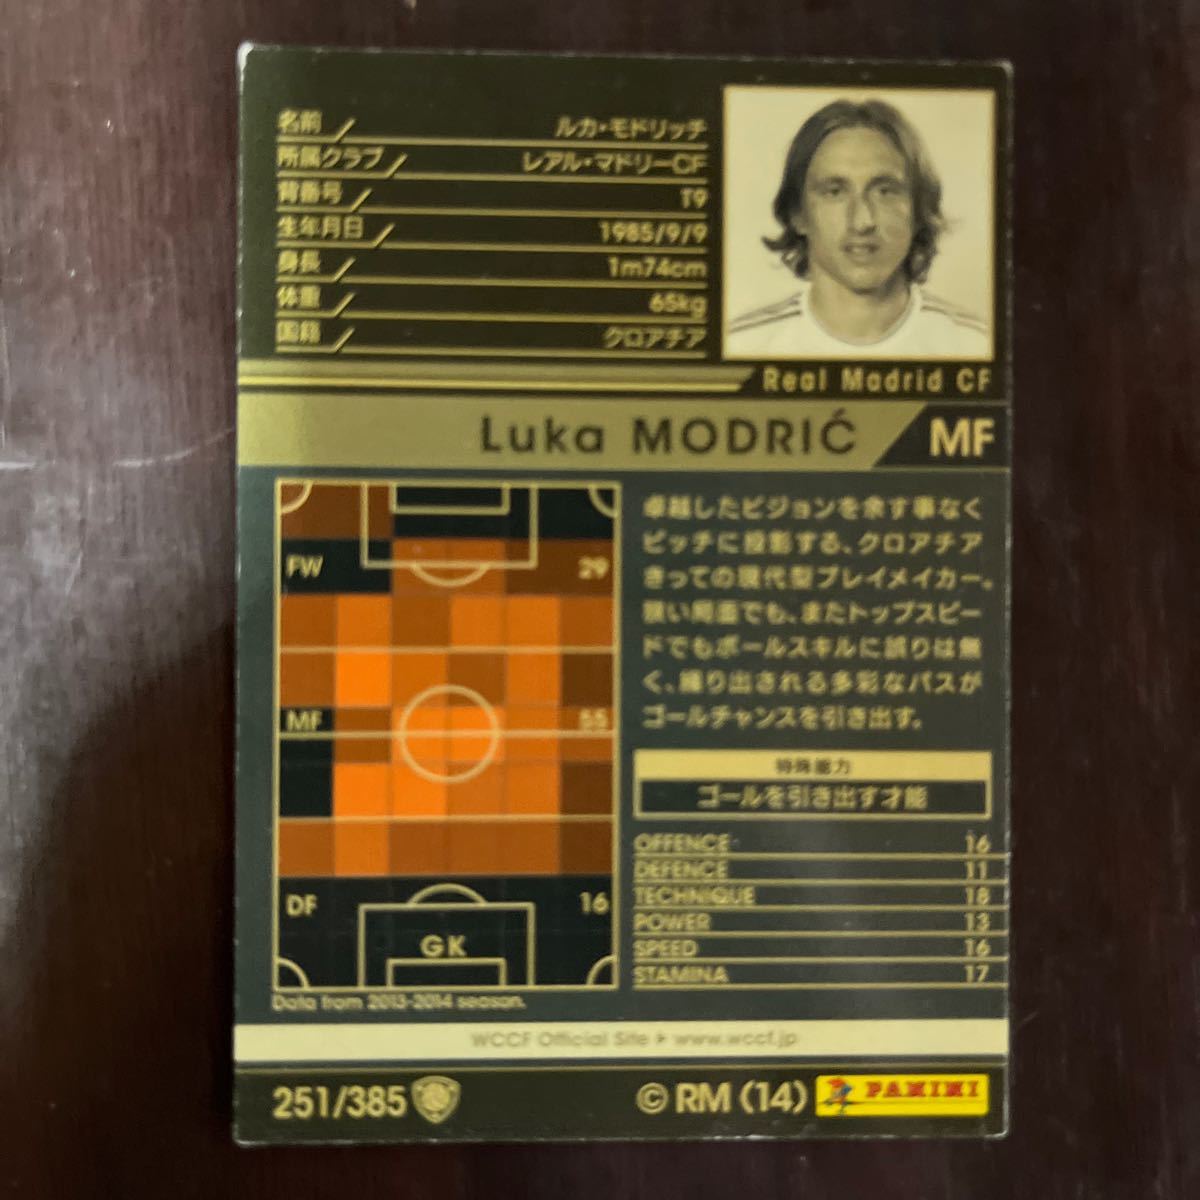 名前 ルカ・モドリッチ
所属クラブ レアル・マドリーCF
背番号 19
生年月日 1985/9/9
身長 1m74cm
体重 65kg
国籍 クロアチア
Real Madrid CF
Luka MODRIĆ MF
FW 29
MF 55
DF 16
GK
Data from 2013-2014 season.
卓越したビジョンを余す事なく
ピッチに投影する、クロアチア
きっての現代型プレイメイカー。
狭い局面でも、またトップスピー
ドでもボールスキルに誤りは無
く、繰り出される多彩なパスが
ゴールチャンスを引き出す。
特殊能力
ゴールを引き出す才能
OFFENCE 16
DEFENCE 11
TECHNIQUE 18
POWER 13
SPEED 16
STAMINA 17
WCCF Official Site ▶ www.wccf.jp
251/385 © RM (14) PANINI